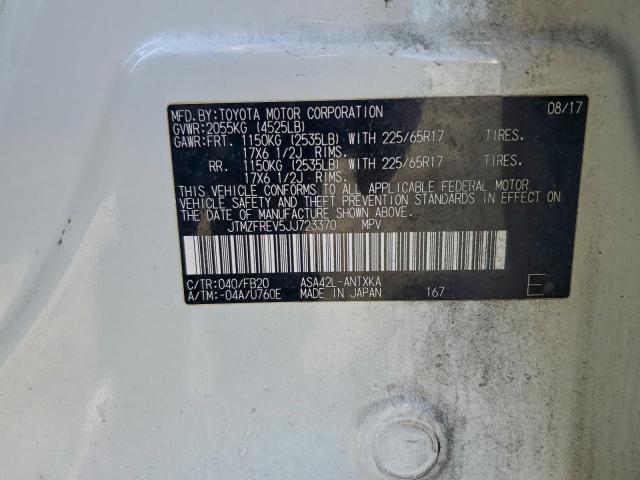 MFD.BY:TOYOTA MOTOR CORPORATION 08/17
GVWR:2055KG (4525LB)
GAWR:FRT. 1150KG (2535LB) WITH 225/65R17 TIRES.
17X6 1/2J RIMS.
RR. 1150KG (2535LB) WITH 225/65R17 TIRES.
17X6 1/2J RIMS.
THIS VEHICLE CONFORMS TO ALL APPLICABLE FEDERAL MOTOR
VEHICLE SAFETY AND THEFT PREVENTION STANDARDS IN EFFECT ON
THE DATE OF MANUFACTURE SHOWN ABOVE.
JTMZFREV5JJ723370 MPV
C/TR:040/FB20 ASA42L-ANTXKA
A/TM:-04A/U760E MADE IN JAPAN 167 E